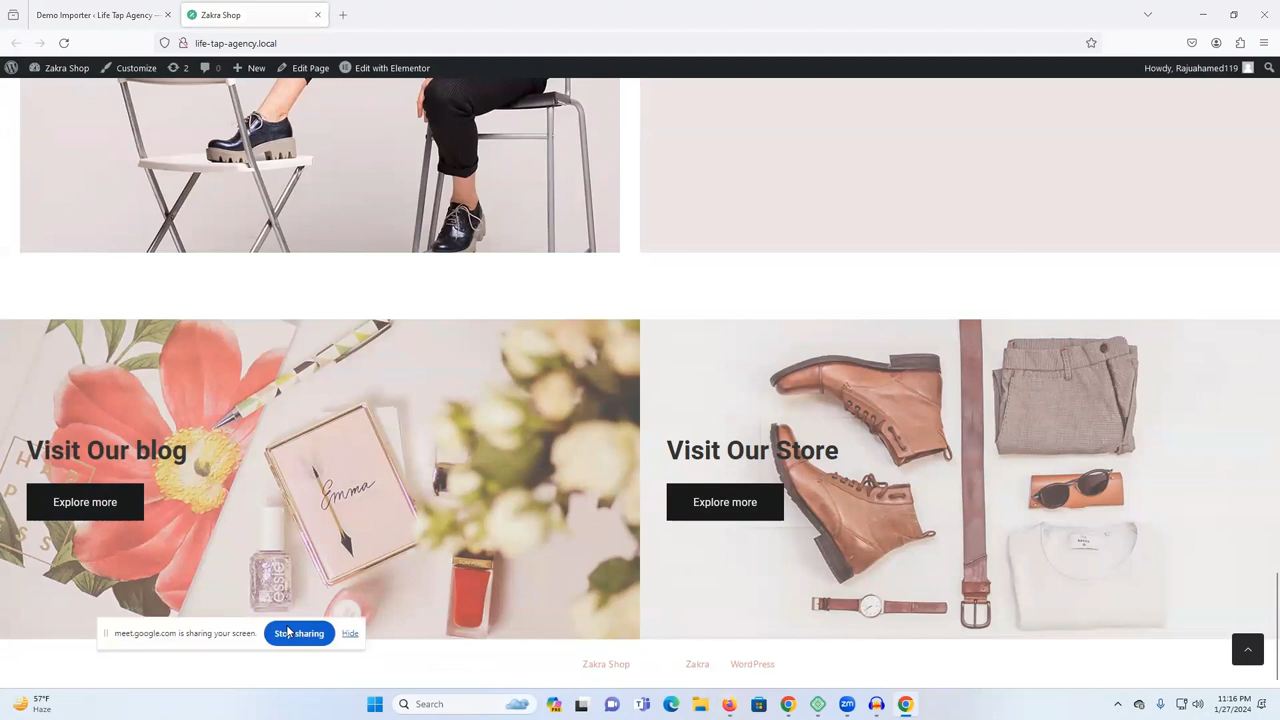 Demo Importer ‹ Life Tap Agency —
Zakra Shop
life-tap-agency.local
Zakra Shop
Customize
2
0
New
Edit Page
Edit with Elementor
Howdy, Rajuahamed119
Visit Our blog
Explore more
Emma
essie
Visit Our Store
Explore more
meet.google.com is sharing your screen.
Stop sharing
Hide
Zakra Shop
Zakra
WordPress
57°F
Haze
Search
zm
11:16 PM
1/27/2024